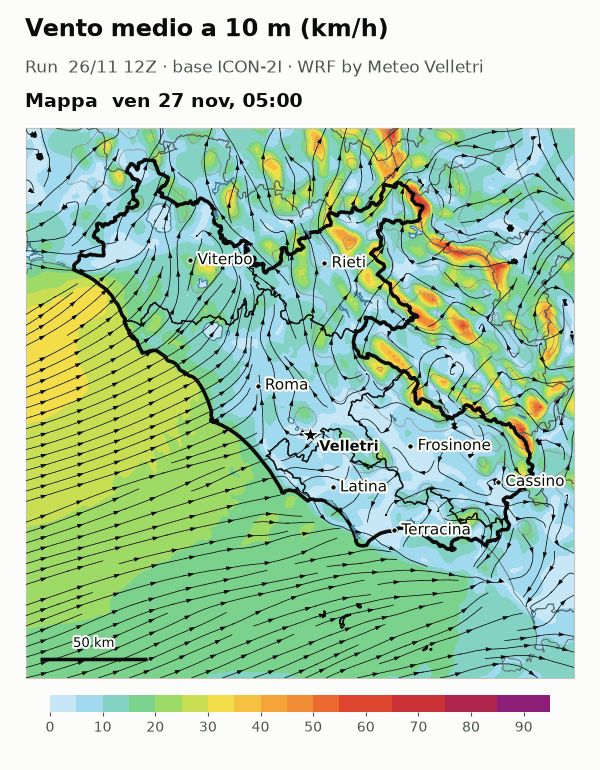 Vento medio a 10 m (km/h)
Run 26/11 12Z · base ICON-2I · WRF by Meteo Velletri
Mappa ven 27 nov, 05:00
Viterbo
Rieti
Roma
Velletri
Frosinone
Cassino
Latina
Terracina
50 km
0 10 20 30 40 50 60 70 80 90